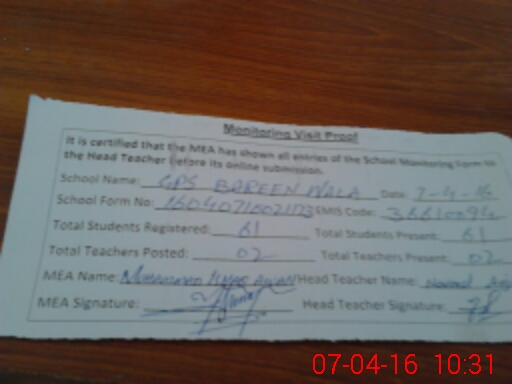 Monitoring Visit Proof
It is certified that the MEA has shown all entries of the School Monitoring Form to
the Head Teacher before its online submission.
School Name: GPS BAREEN WALA Date: 7-4-16
School Form No: EMIS Code:
Total Students Registered: 61 Total Students Present: 61
Total Teachers Posted: 02 Total Teachers Present: 02
MEA Name: Muhammad Ilyas Awan Head Teacher Name:
MEA Signature: Head Teacher Signature:
07-04-16 10:31